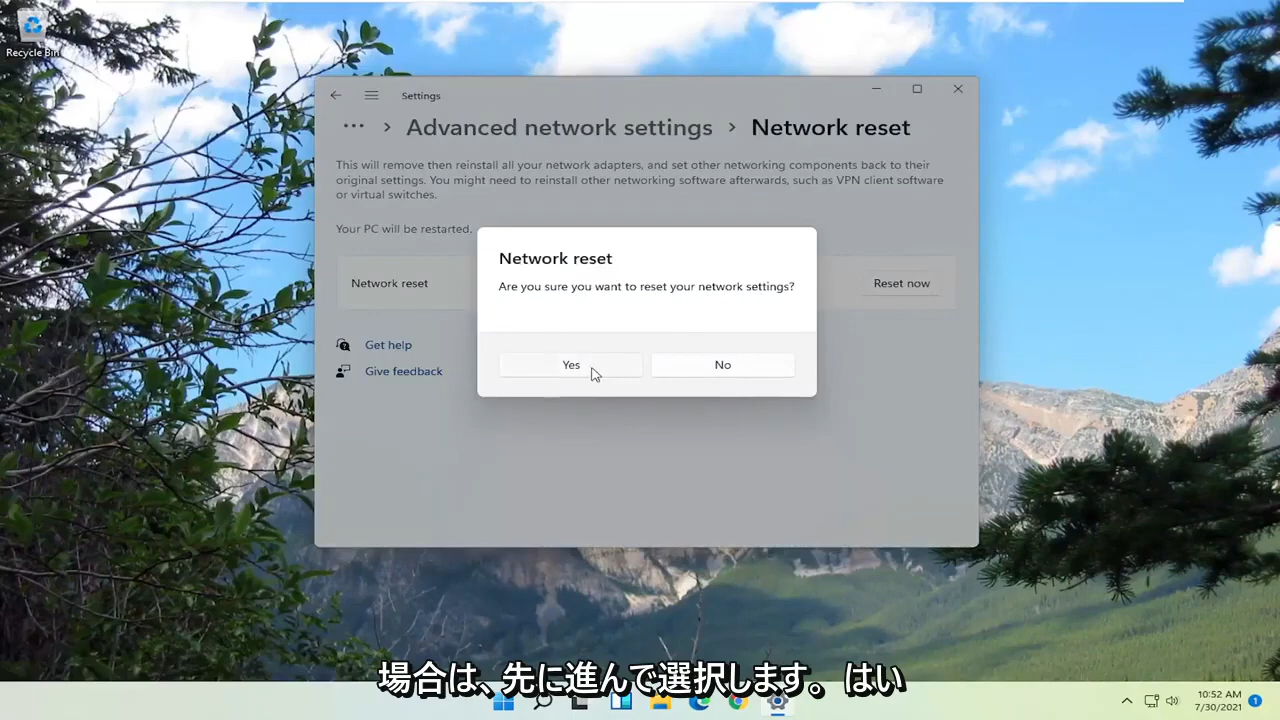 Recycle Bin
Settings
··· > Advanced network settings > Network reset
This will remove then reinstall all your network adapters, and set other networking components back to their
original settings. You might need to reinstall other networking software afterwards, such as VPN client software
or virtual switches.
Your PC will be restarted.
Network reset
Reset now
Network reset
Are you sure you want to reset your network settings?
Yes
No
Get help
Give feedback
場合は、先に進んで選択します。 はい
10:52 AM
7/30/2021
1